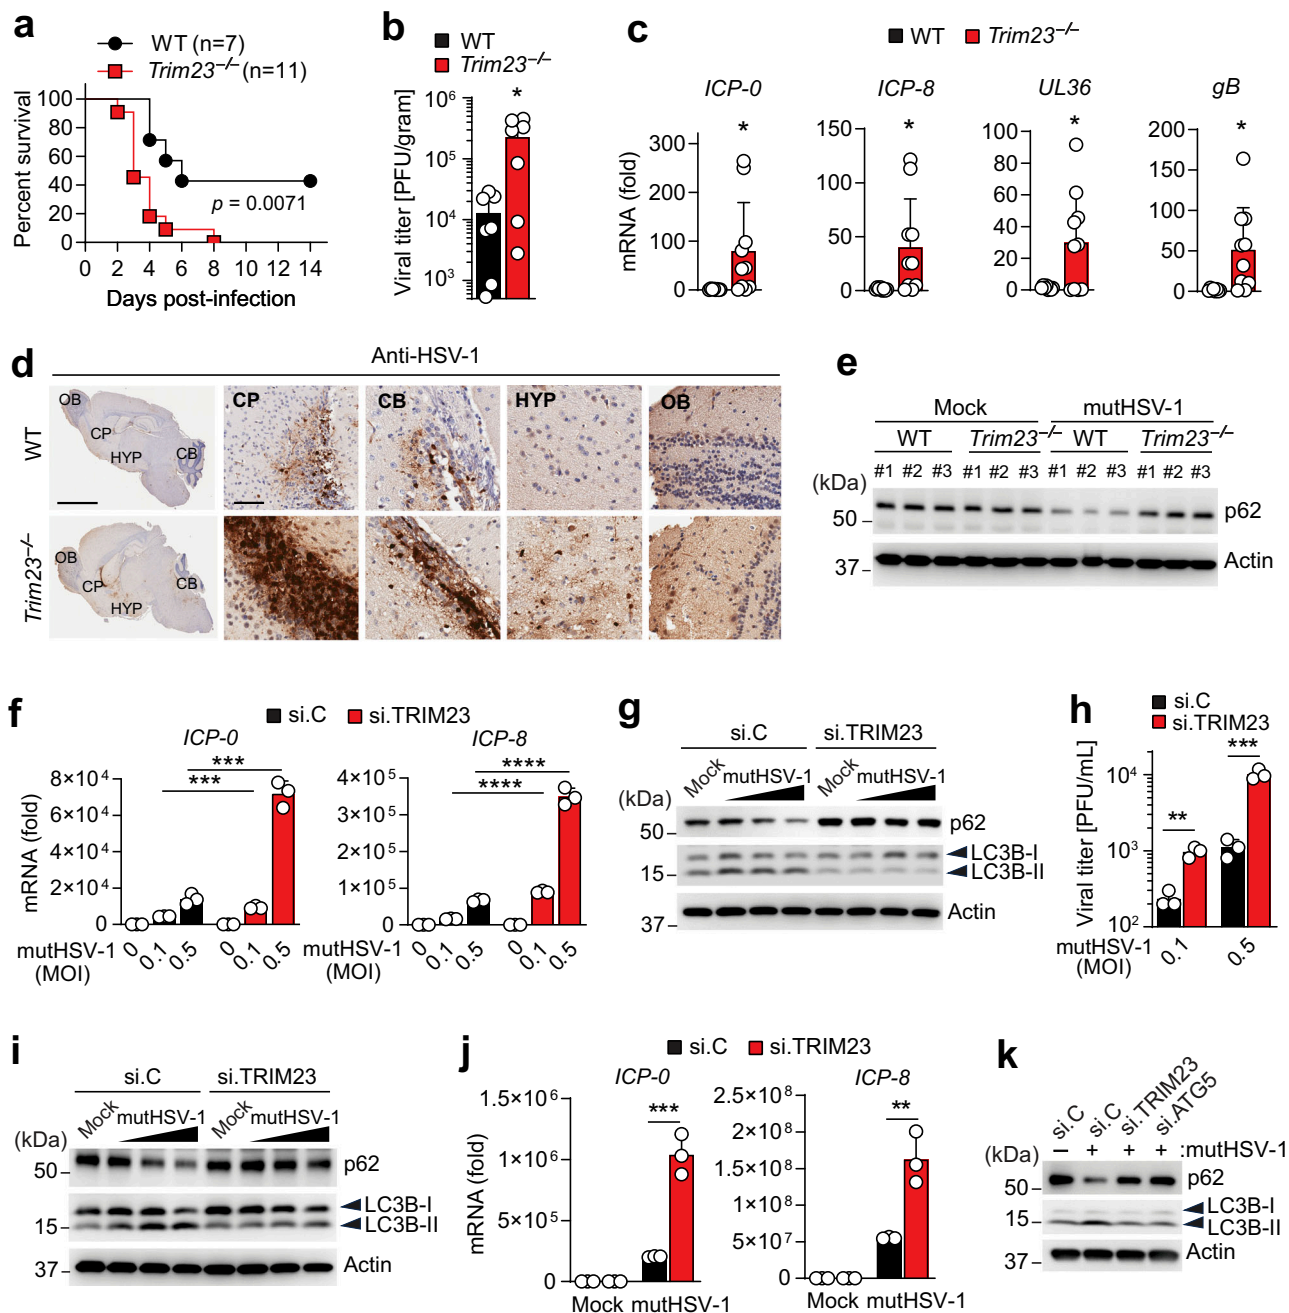 a
WT (n=7)
Trim23–/– (n=11)
Percent survival
100
80
60
40
20
0
p = 0.0071
0 2 4 6 8 10 12 14
Days post-infection
b
WT
Trim23–/–
Viral titer [PFU/gram]
10⁶
10⁵
10⁴
10³
*
c
WT Trim23–/–
mRNA (fold)
ICP-0
*
300
200
100
0
ICP-8
*
150
100
50
0
UL36
*
100
80
60
40
20
0
gB
*
200
150
100
50
0
d
Anti-HSV-1
WT
OB CP HYP CB
CP CB HYP OB
Trim23–/–
OB CP HYP CB
e
Mock mutHSV-1
WT Trim23–/– WT Trim23–/–
#1 #2 #3 #1 #2 #3 #1 #2 #3 #1 #2 #3
(kDa)
50 p62
37 Actin
f
si.C si.TRIM23
mRNA (fold)
ICP-0
***
***
8×10⁴
6×10⁴
4×10⁴
2×10⁴
0
mutHSV-1
(MOI)
0 0.1 0.5 0 0.1 0.5
ICP-8
****
****
4×10⁵
3×10⁵
2×10⁵
1×10⁵
0
mutHSV-1
(MOI)
0 0.1 0.5 0 0.1 0.5
g
si.C si.TRIM23
Mock mutHSV-1 Mock mutHSV-1
(kDa)
50 p62
LC3B-I
15 LC3B-II
37 Actin
h
si.C
si.TRIM23
Viral titer [PFU/mL]
***
**
10⁴
10³
10²
mutHSV-1
(MOI)
0.1 0.5
i
si.C si.TRIM23
Mock mutHSV-1 Mock mutHSV-1
(kDa)
50 p62
LC3B-I
15 LC3B-II
37 Actin
j
si.C si.TRIM23
mRNA (fold)
ICP-0
***
1.5×10⁶
1×10⁶
5×10⁵
0
Mock mutHSV-1
ICP-8
**
2.5×10⁸
2×10⁸
1.5×10⁸
1×10⁸
5×10⁷
0
Mock mutHSV-1
k
si.C si.C si.TRIM23 si.ATG5
– + + + :mutHSV-1
(kDa)
50 p62
LC3B-I
15 LC3B-II
37 Actin